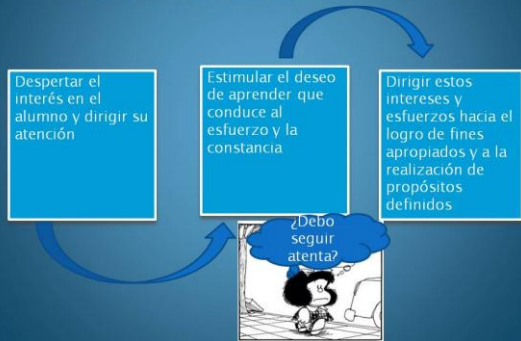 Despertar el
interés en el
alumno y dirigir su
atención
Estimular el deseo
de aprender que
conduce al
esfuerzo y la
constancia
Dirigir estos
intereses y
esfuerzos hacia el
logro de fines
apropiados y a la
realización de
propósitos
definidos
¿Debo
seguir
atenta?